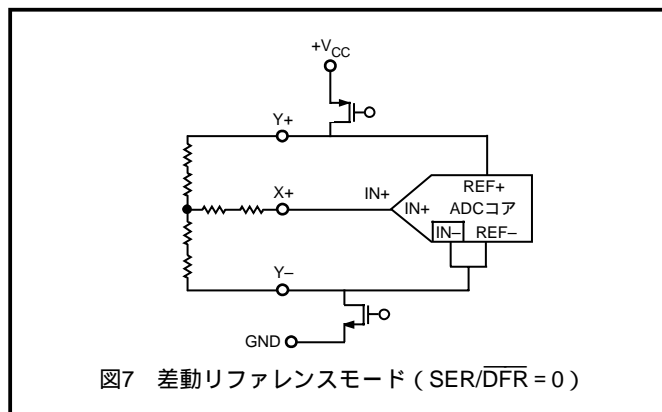 +VCC
Y+
X+
IN+
REF+
IN+ ADCコア
IN– REF–
Y–
GND
図7 差動リファレンスモード（SER/D̅F̅R̅ = 0）